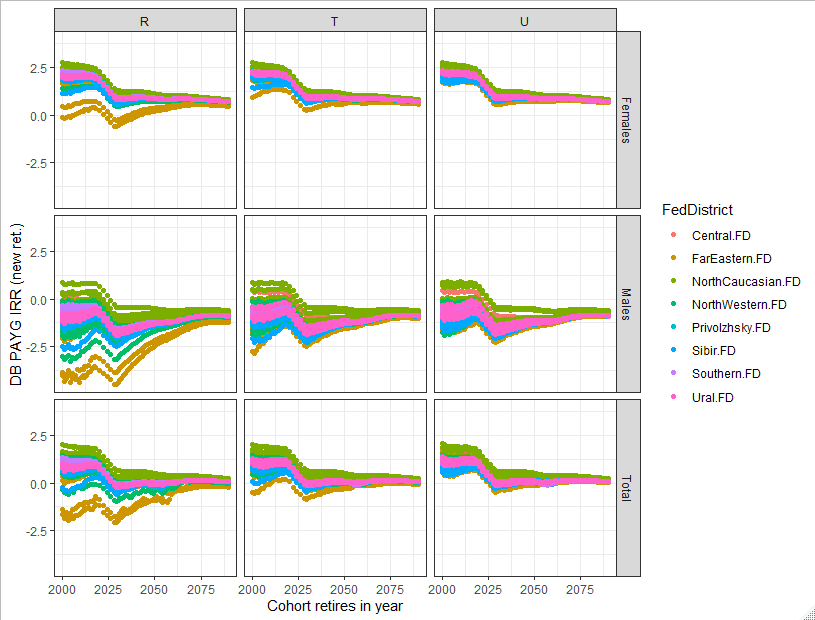 R T U
2.5
0.0
-2.5
Females
2.5
0.0
-2.5
Males
2.5
0.0
-2.5
Total
2000 2025 2050 2075 2000 2025 2050 2075 2000 2025 2050 2075
Cohort retires in year
DB PAYG IRR (new ret.)
FedDistrict
Central.FD
FarEastern.FD
NorthCaucasian.FD
NorthWestern.FD
Privolzhsky.FD
Sibir.FD
Southern.FD
Ural.FD